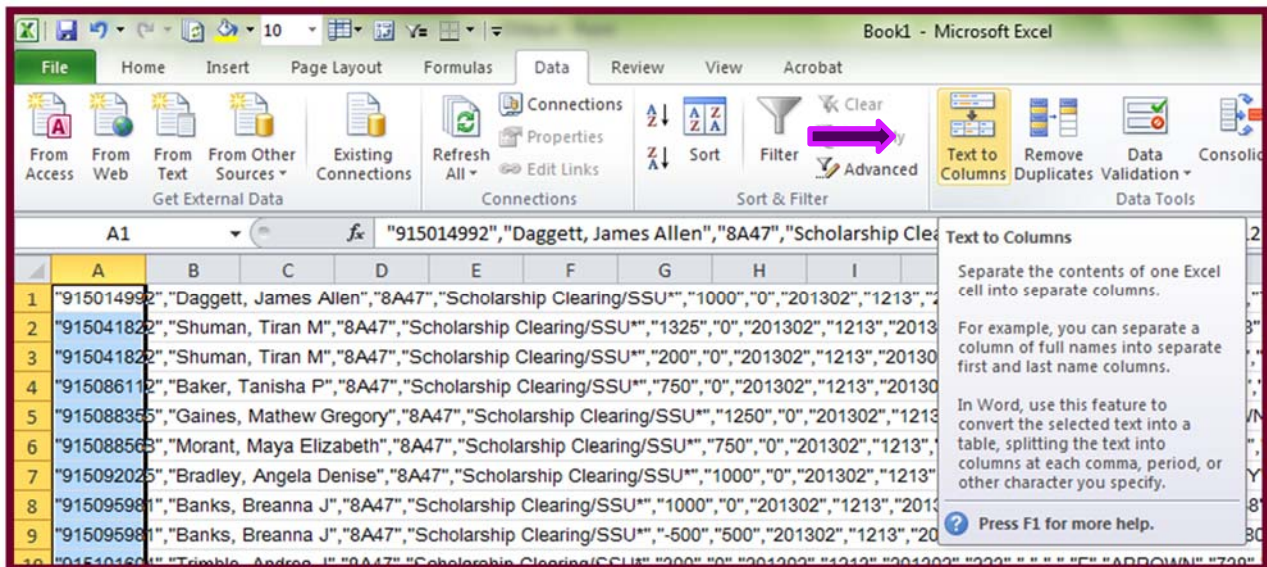 10
Book1 - Microsoft Excel
File Home Insert Page Layout Formulas Data Review View Acrobat
From Access
From Web
From Text
From Other Sources
Existing Connections
Get External Data
Refresh All
Connections
Properties
Edit Links
Connections
Sort
Filter
Clear
Advanced
Sort & Filter
Text to Columns
Remove Duplicates
Data Validation
Consolid
Data Tools
A1 fx "915014992","Daggett, James Allen","8A47","Scholarship Clea
A B C D E F G H I
1 "915014992","Daggett, James Allen","8A47","Scholarship Clearing/SSU*","1000","0","201302","1213","2
2 "915041822","Shuman, Tiran M","8A47","Scholarship Clearing/SSU*","1325","0","201302","1213","2013
3 "915041822","Shuman, Tiran M","8A47","Scholarship Clearing/SSU*","200","0","201302","1213","20130
4 "915086112","Baker, Tanisha P","8A47","Scholarship Clearing/SSU*","750","0","201302","1213","20130
5 "915088355","Gaines, Mathew Gregory","8A47","Scholarship Clearing/SSU*","1250","0","201302","1213
6 "915088563","Morant, Maya Elizabeth","8A47","Scholarship Clearing/SSU*","750","0","201302","1213","
7 "915092025","Bradley, Angela Denise","8A47","Scholarship Clearing/SSU*","1000","0","201302","1213"
8 "915095981","Banks, Breanna J","8A47","Scholarship Clearing/SSU*","1000","0","201302","1213","201
9 "915095981","Banks, Breanna J","8A47","Scholarship Clearing/SSU*","-500","500","201302","1213","20
Text to Columns
Separate the contents of one Excel
cell into separate columns.
For example, you can separate a
column of full names into separate
first and last name columns.
In Word, use this feature to
convert the selected text into a
table, splitting the text into
columns at each comma, period, or
other character you specify.
Press F1 for more help.